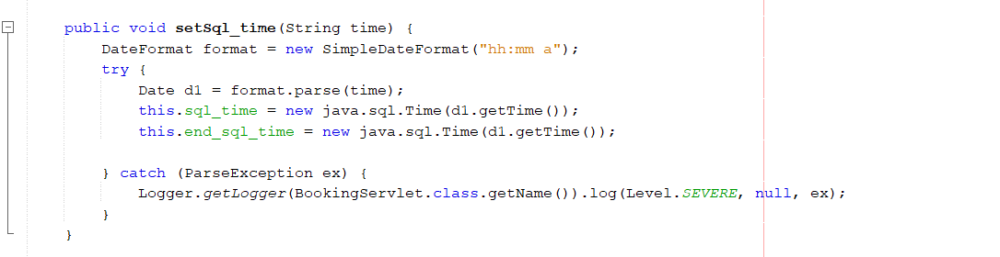 public void setSql_time(String time) {
DateFormat format = new SimpleDateFormat("hh:mm a");
try {
Date d1 = format.parse(time);
this.sql_time = new java.sql.Time(d1.getTime());
this.end_sql_time = new java.sql.Time(d1.getTime());
} catch (ParseException ex) {
Logger.getLogger(BookingServlet.class.getName()).log(Level.SEVERE, null, ex);
}
}